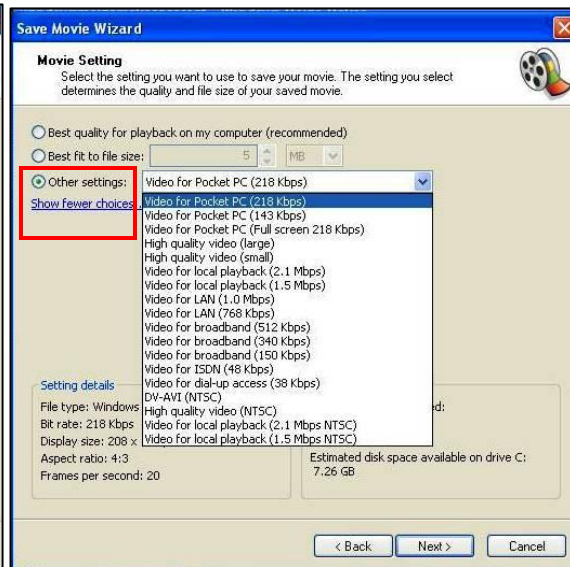 Save Movie Wizard
Movie Setting
Select the setting you want to use to save your movie. The setting you select
determines the quality and file size of your saved movie.
Best quality for playback on my computer (recommended)
Best fit to file size: 5 MB
Other settings: Video for Pocket PC (218 Kbps)
Show fewer choices
Video for Pocket PC (218 Kbps)
Video for Pocket PC (143 Kbps)
Video for Pocket PC (Full screen 218 Kbps)
High quality video (large)
High quality video (small)
Video for local playback (2.1 Mbps)
Video for local playback (1.5 Mbps)
Video for LAN (1.0 Mbps)
Video for LAN (768 Kbps)
Video for broadband (512 Kbps)
Video for broadband (340 Kbps)
Video for broadband (150 Kbps)
Video for ISDN (48 Kbps)
Video for dial-up access (38 Kbps)
DV-AVI (NTSC)
High quality video (NTSC)
Video for local playback (2.1 Mbps NTSC)
Video for local playback (1.5 Mbps NTSC)
Setting details
File type: Windows
Bit rate: 218 Kbps
Display size: 208 x
Aspect ratio: 4:3
Frames per second: 20
Estimated disk space available on drive C:
7.26 GB
< Back Next > Cancel